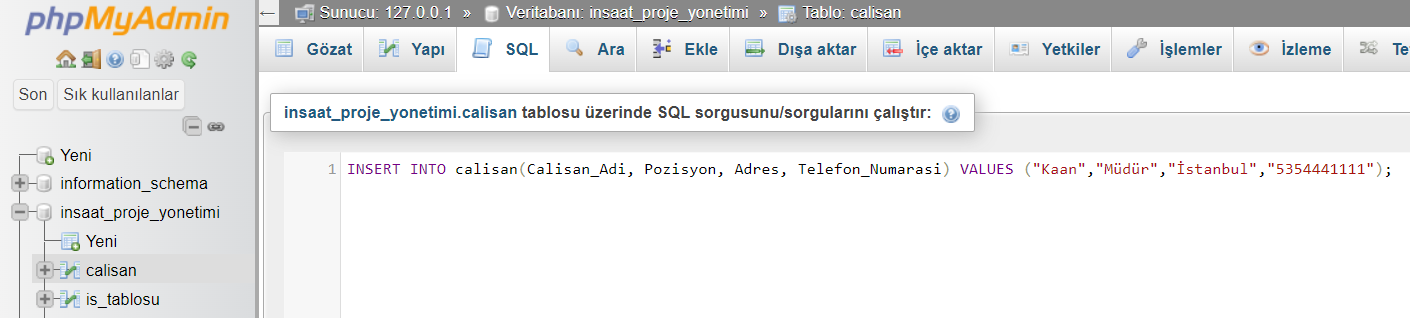 phpMyAdmin
Son Sık kullanılanlar
Yeni
information_schema
insaat_proje_yonetimi
Yeni
calisan
is_tablosu
Sunucu: 127.0.0.1 » Veritabanı: insaat_proje_yonetimi » Tablo: calisan
Gözat Yapı SQL Ara Ekle Dışa aktar İçe aktar Yetkiler İşlemler İzleme Te
insaat_proje_yonetimi.calisan tablosu üzerinde SQL sorgusunu/sorgularını çalıştır:
1 INSERT INTO calisan(Calisan_Adi, Pozisyon, Adres, Telefon_Numarasi) VALUES ("Kaan","Müdür","İstanbul","5354441111");